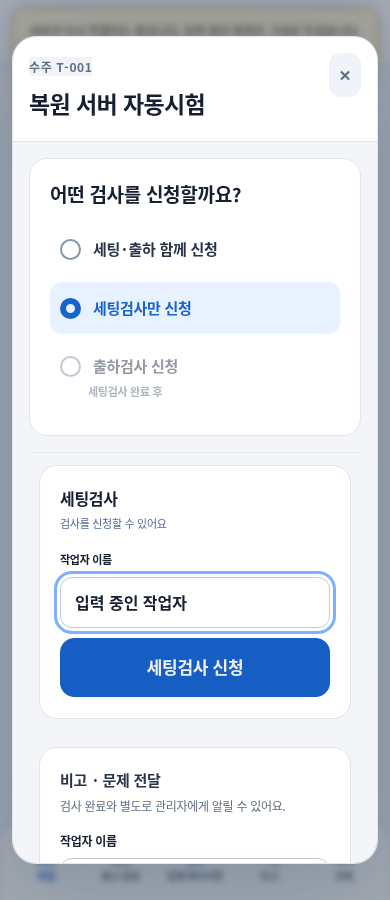 수주 T-001
복원 서버 자동시험
×
어떤 검사를 신청할까요?
세팅·출하 함께 신청
세팅검사만 신청
출하검사 신청
세팅검사 완료 후
세팅검사
검사를 신청할 수 있어요
작업자 이름
입력 중인 작업자
세팅검사 신청
비고 · 문제 전달
검사 완료와 별도로 관리자에게 알릴 수 있어요.
작업자 이름